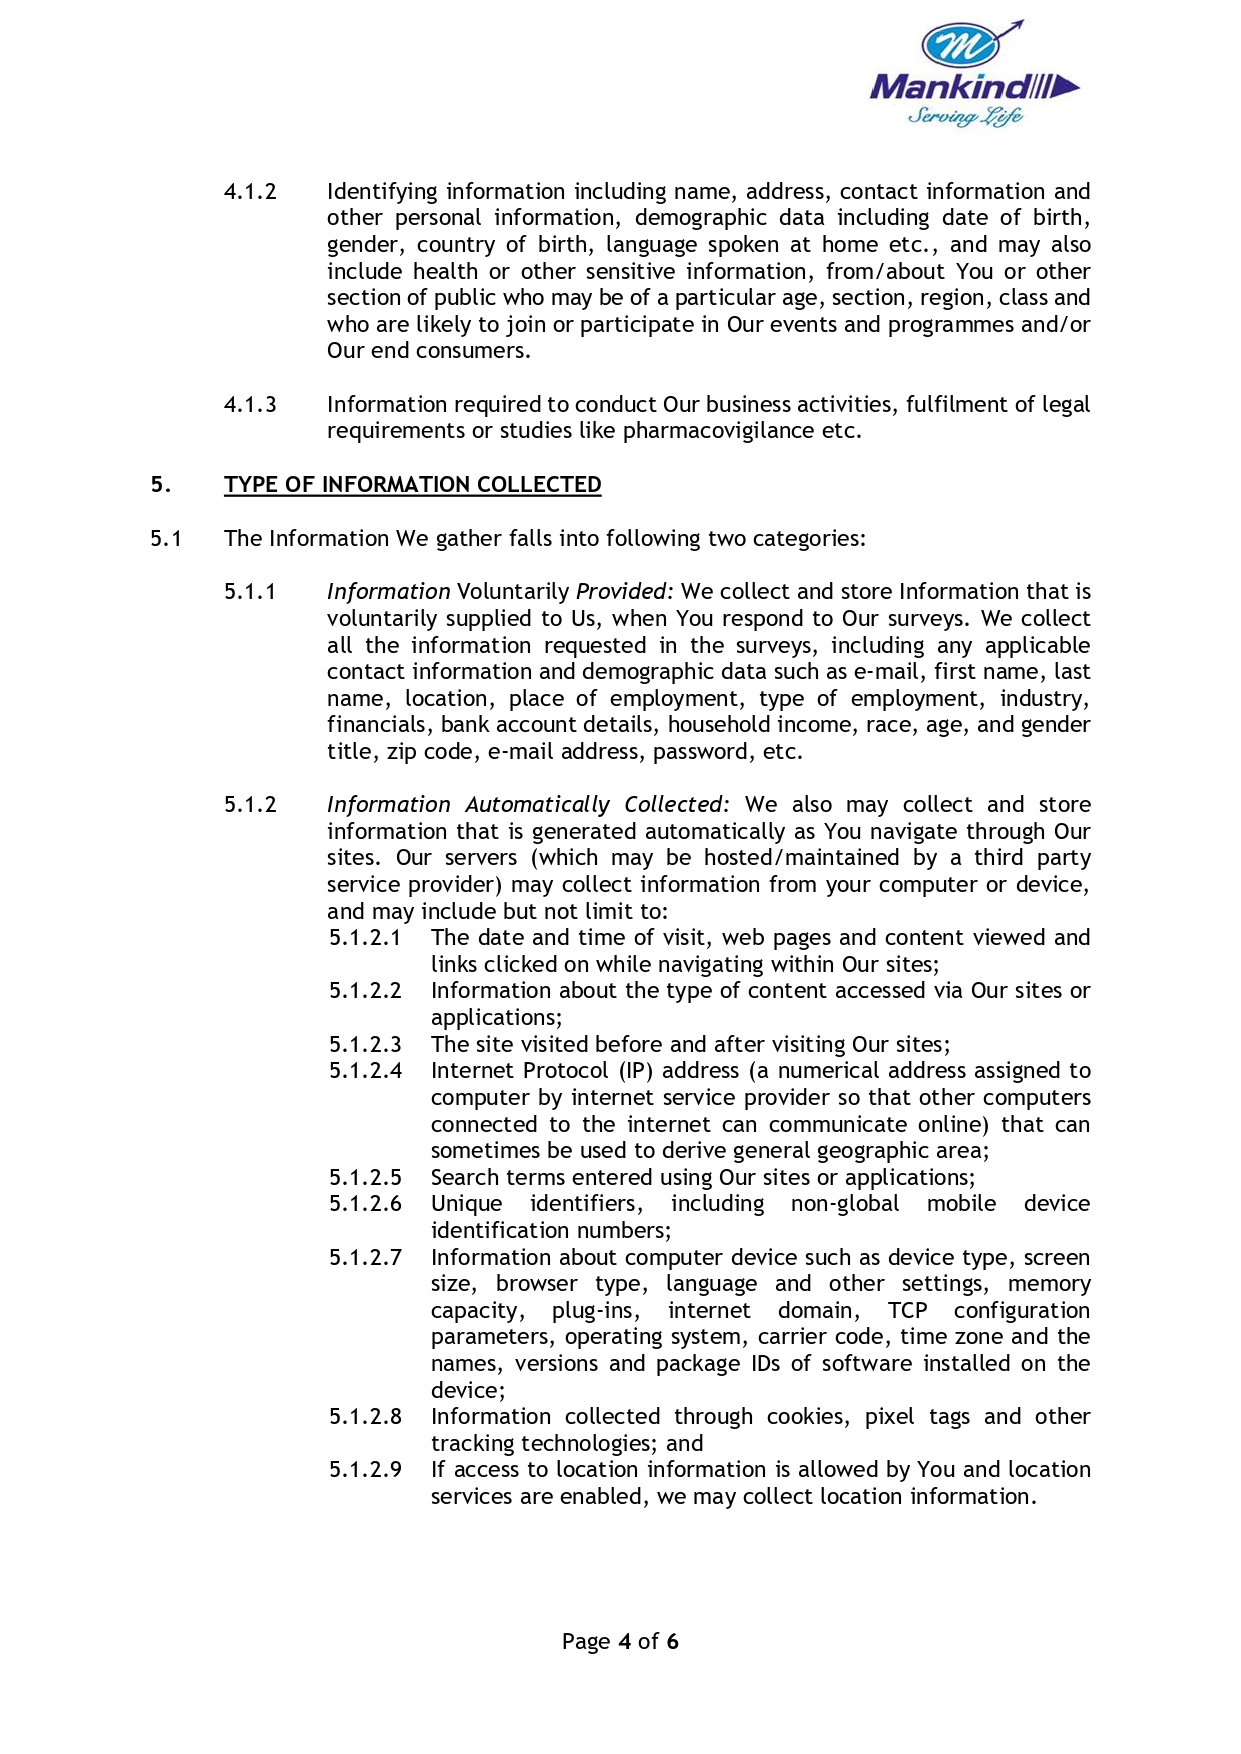 m
Mankind
Serving Life
4.1.2 Identifying information including name, address, contact information and
other personal information, demographic data including date of birth,
gender, country of birth, language spoken at home etc., and may also
include health or other sensitive information, from/about You or other
section of public who may be of a particular age, section, region, class and
who are likely to join or participate in Our events and programmes and/or
Our end consumers.
4.1.3 Information required to conduct Our business activities, fulfilment of legal
requirements or studies like pharmacovigilance etc.
5. TYPE OF INFORMATION COLLECTED
5.1 The Information We gather falls into following two categories:
5.1.1 Information Voluntarily Provided: We collect and store Information that is
voluntarily supplied to Us, when You respond to Our surveys. We collect
all the information requested in the surveys, including any applicable
contact information and demographic data such as e-mail, first name, last
name, location, place of employment, type of employment, industry,
financials, bank account details, household income, race, age, and gender
title, zip code, e-mail address, password, etc.
5.1.2 Information Automatically Collected: We also may collect and store
information that is generated automatically as You navigate through Our
sites. Our servers (which may be hosted/maintained by a third party
service provider) may collect information from your computer or device,
and may include but not limit to:
5.1.2.1 The date and time of visit, web pages and content viewed and
links clicked on while navigating within Our sites;
5.1.2.2 Information about the type of content accessed via Our sites or
applications;
5.1.2.3 The site visited before and after visiting Our sites;
5.1.2.4 Internet Protocol (IP) address (a numerical address assigned to
computer by internet service provider so that other computers
connected to the internet can communicate online) that can
sometimes be used to derive general geographic area;
5.1.2.5 Search terms entered using Our sites or applications;
5.1.2.6 Unique identifiers, including non-global mobile device
identification numbers;
5.1.2.7 Information about computer device such as device type, screen
size, browser type, language and other settings, memory
capacity, plug-ins, internet domain, TCP configuration
parameters, operating system, carrier code, time zone and the
names, versions and package IDs of software installed on the
device;
5.1.2.8 Information collected through cookies, pixel tags and other
tracking technologies; and
5.1.2.9 If access to location information is allowed by You and location
services are enabled, we may collect location information.
Page 4 of 6